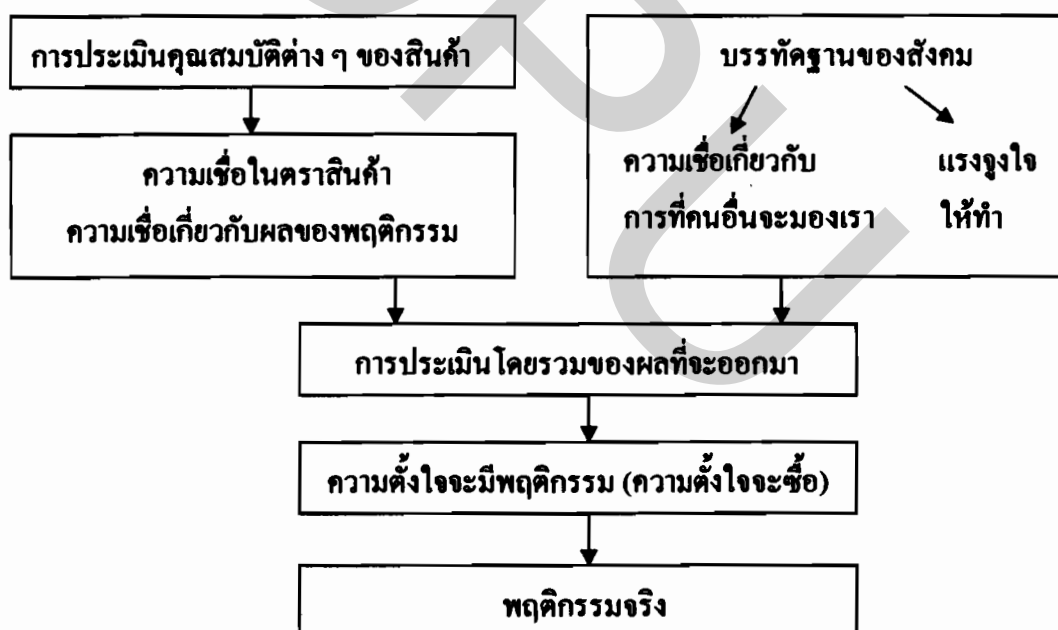 การประเมินคุณสมบัติต่าง ๆ ของสินค้า
ความเชื่อในตราสินค้า
ความเชื่อเกี่ยวกับผลของพฤติกรรม
บรรทัดฐานของสังคม
ความเชื่อเกี่ยวกับ
การที่คนอื่นจะมองเรา
แรงจูงใจ
ให้ทำ
การประเมินโดยรวมของผลที่จะออกมา
ความตั้งใจจะมีพฤติกรรม (ความตั้งใจจะซื้อ)
พฤติกรรมจริง